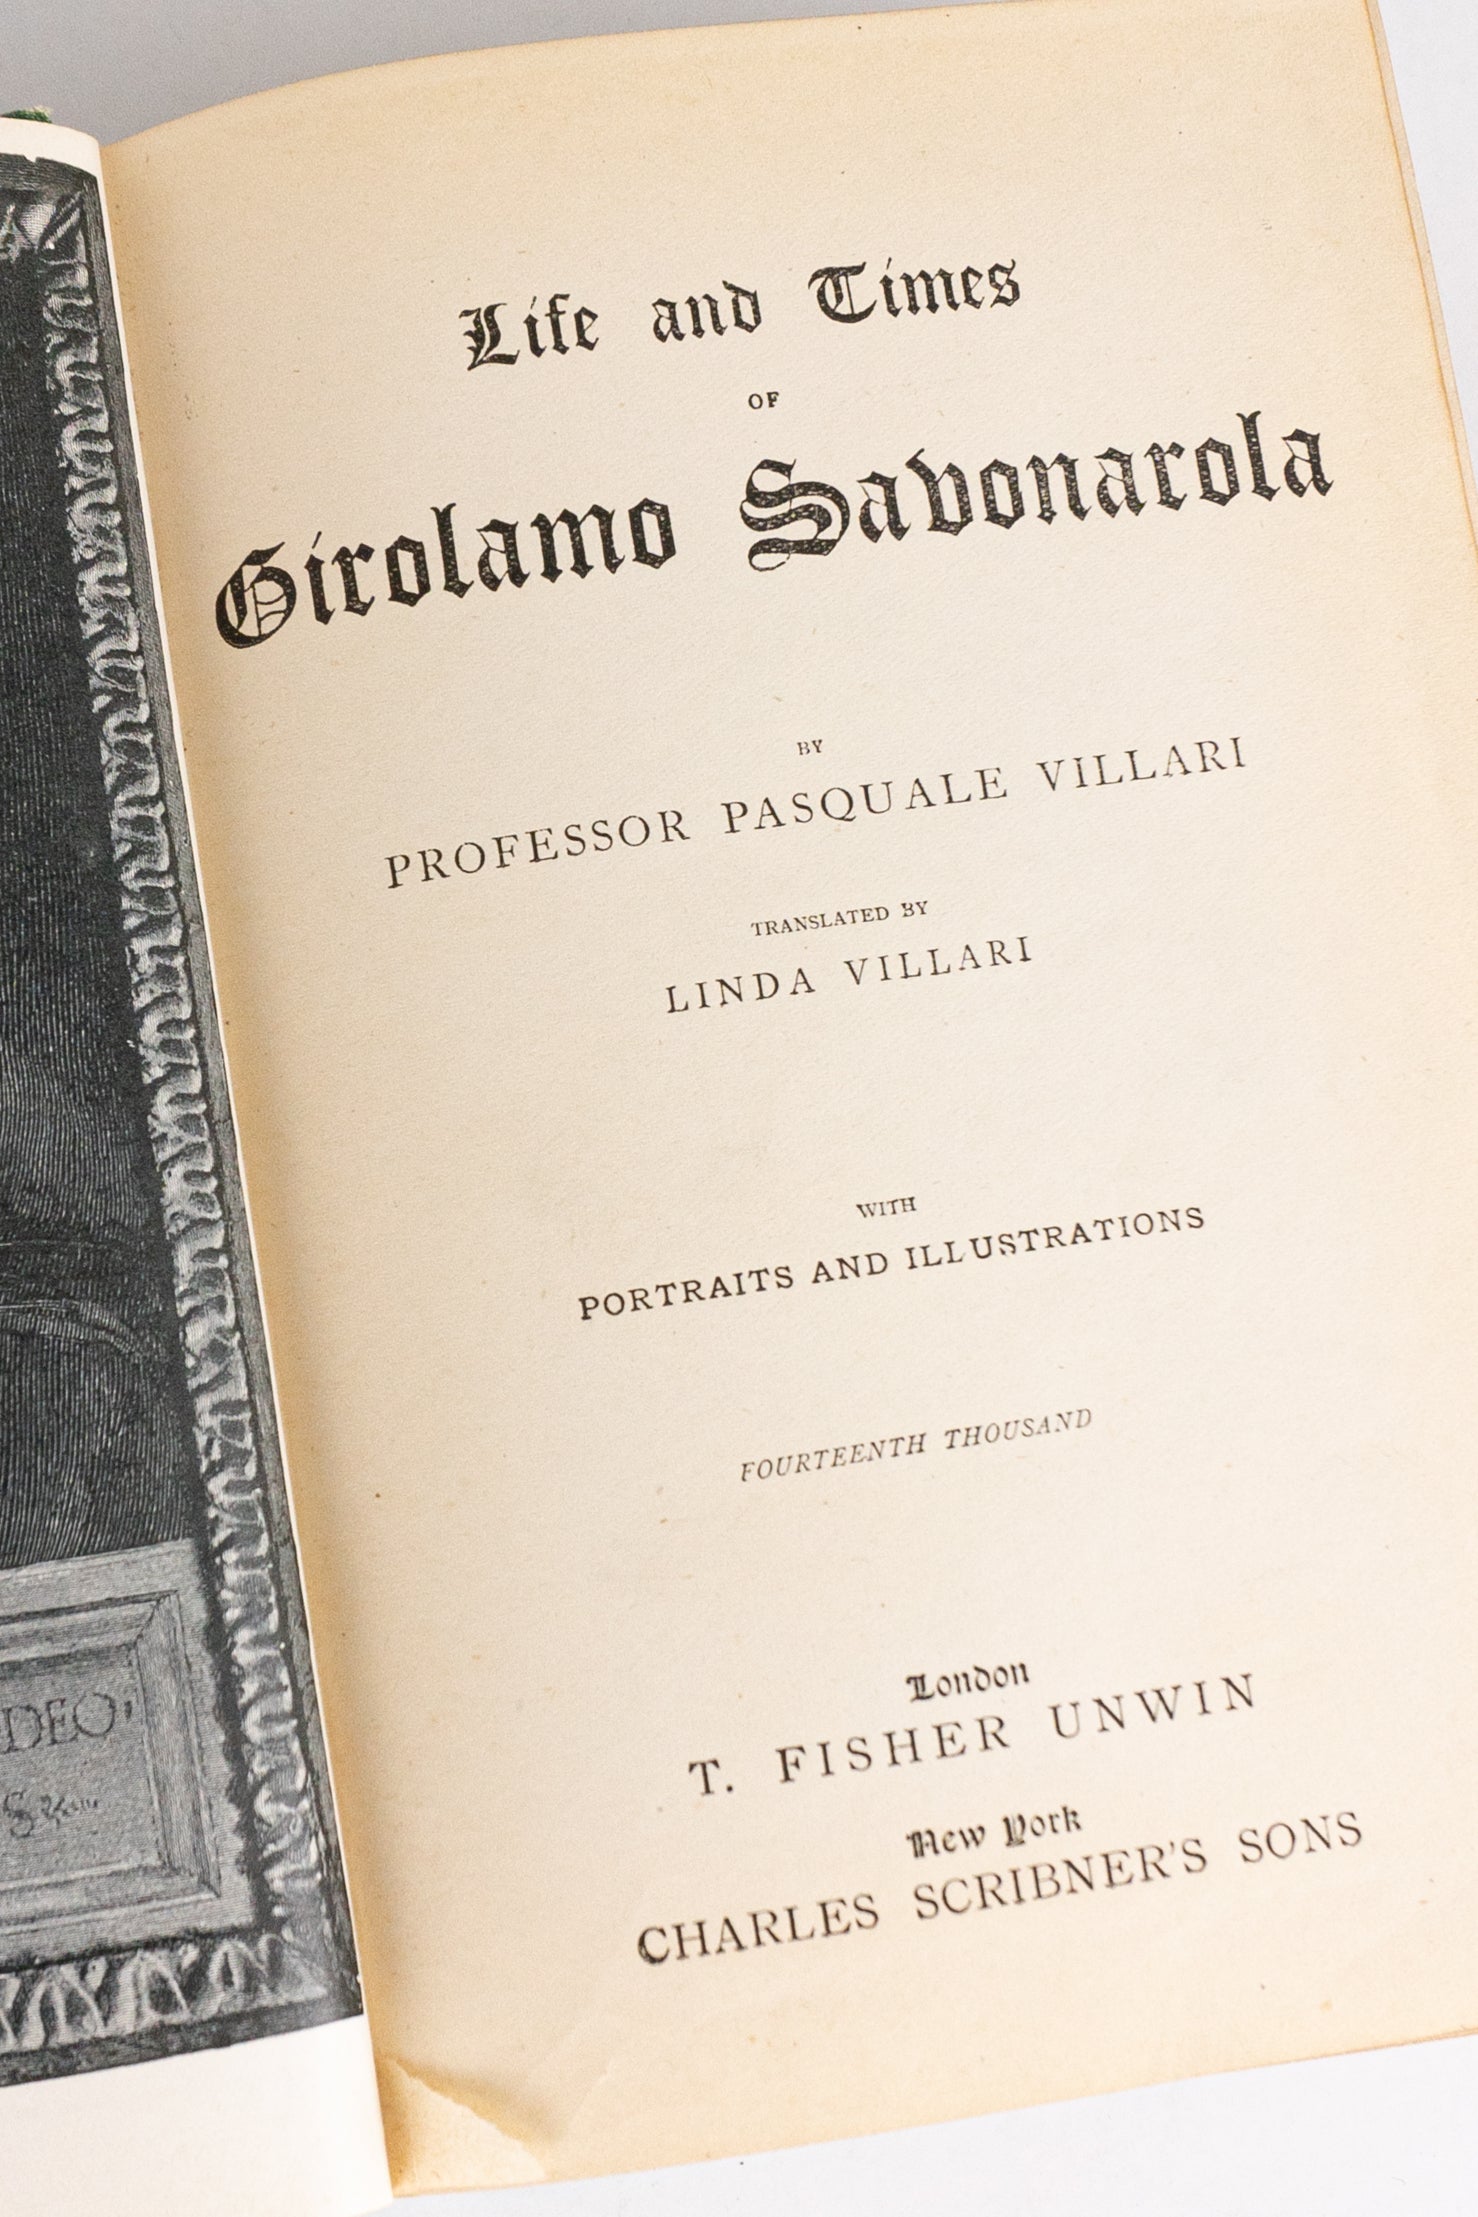 DEO,
Life and Times
OF
Girolamo Savonarola
BY
PROFESSOR PASQUALE VILLARI
TRANSLATED BY
LINDA VILLARI
WITH
PORTRAITS AND ILLUSTRATIONS
FOURTEENTH THOUSAND
London
T. FISHER UNWIN
New York
CHARLES SCRIBNER'S SONS